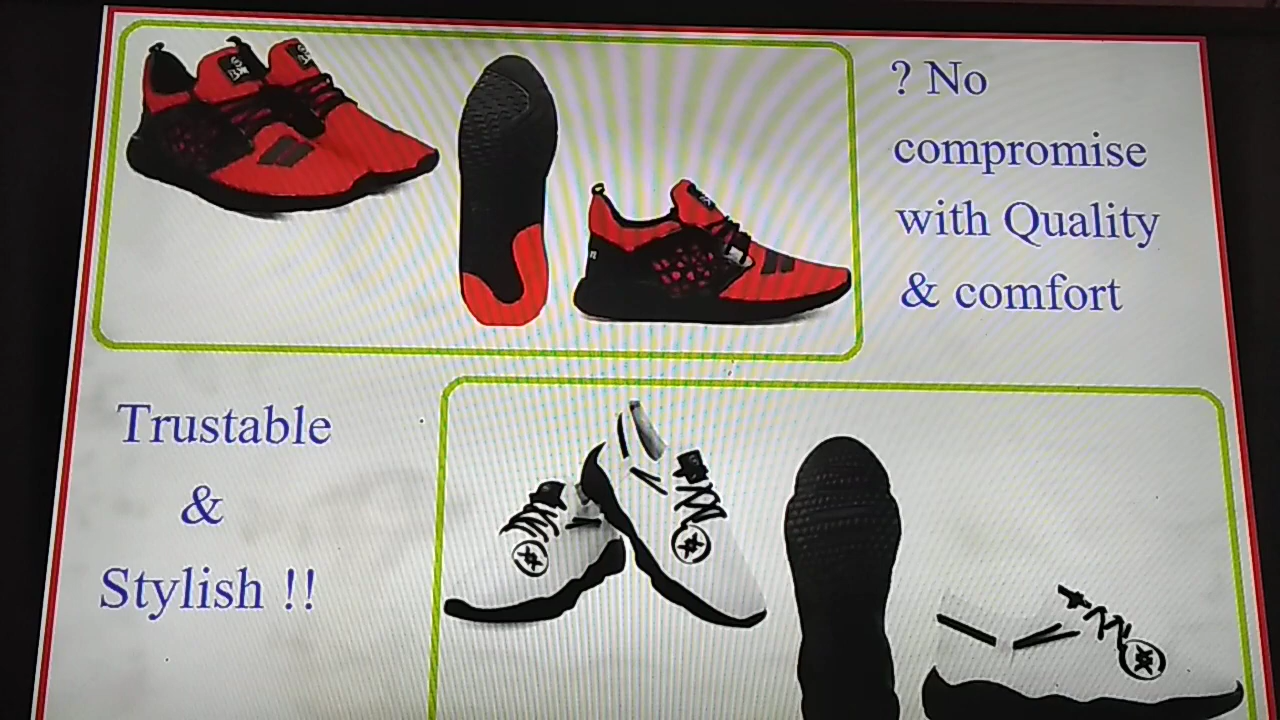 ? No
compromise
with Quality
& comfort
Trustable
&
Stylish !!